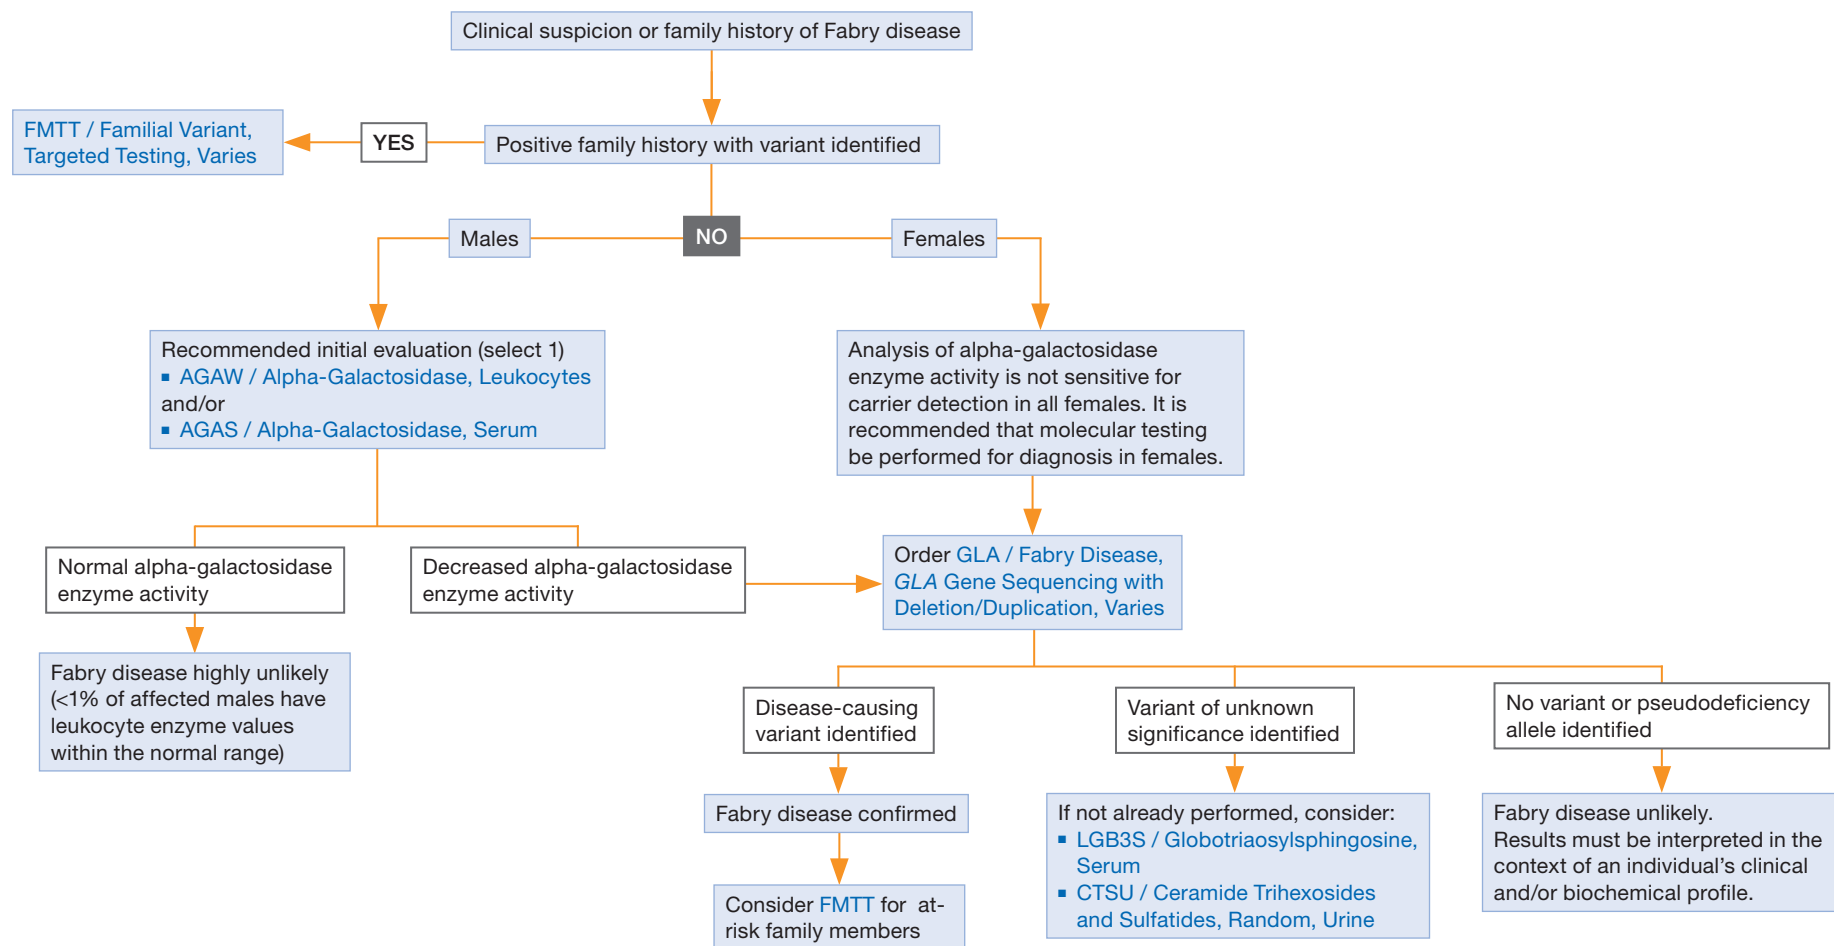 Clinical suspicion or family history of Fabry disease
FMTT / Familial Variant,
Targeted Testing, Varies
YES
Positive family history with variant identified
Males
NO
Females
Recommended initial evaluation (select 1)
▪ AGAW / Alpha-Galactosidase, Leukocytes
and/or
▪ AGAS / Alpha-Galactosidase, Serum
Analysis of alpha-galactosidase
enzyme activity is not sensitive for
carrier detection in all females. It is
recommended that molecular testing
be performed for diagnosis in females.
Normal alpha-galactosidase
enzyme activity
Decreased alpha-galactosidase
enzyme activity
Order GLA / Fabry Disease,
GLA Gene Sequencing with
Deletion/Duplication, Varies
Fabry disease highly unlikely
(<1% of affected males have
leukocyte enzyme values
within the normal range)
Disease-causing
variant identified
Variant of unknown
significance identified
No variant or pseudodeficiency
allele identified
Fabry disease confirmed
If not already performed, consider:
▪ LGB3S / Globotriaosylsphingosine,
Serum
▪ CTSU / Ceramide Trihexosides
and Sulfatides, Random, Urine
Fabry disease unlikely.
Results must be interpreted in the
context of an individual’s clinical
and/or biochemical profile.
Consider FMTT for at-
risk family members